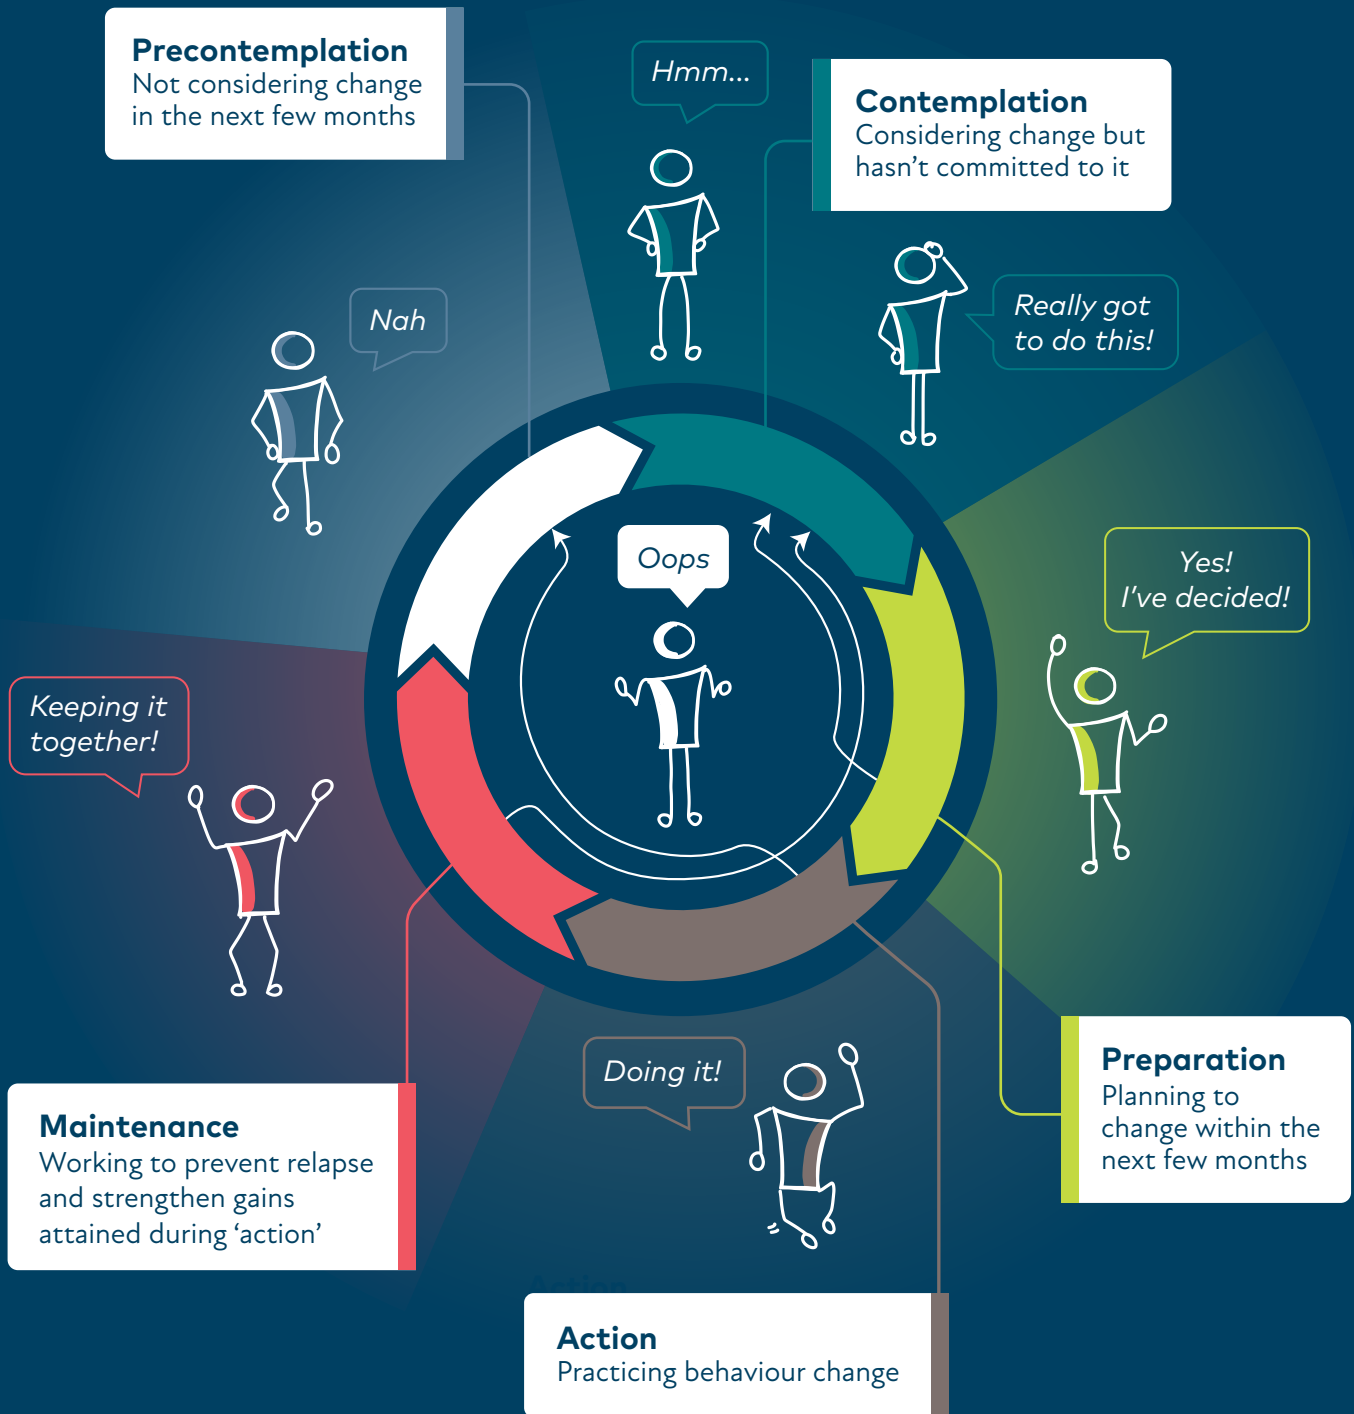 Precontemplation
Not considering change
in the next few months
Hmm...
Contemplation
Considering change but
hasn't committed to it
Nah
Really got
to do this!
Oops
Yes!
I've decided!
Keeping it
together!
Doing it!
Preparation
Planning to
change within the
next few months
Maintenance
Working to prevent relapse
and strengthen gains
attained during ‘action’
Action
Action
Practicing behaviour change